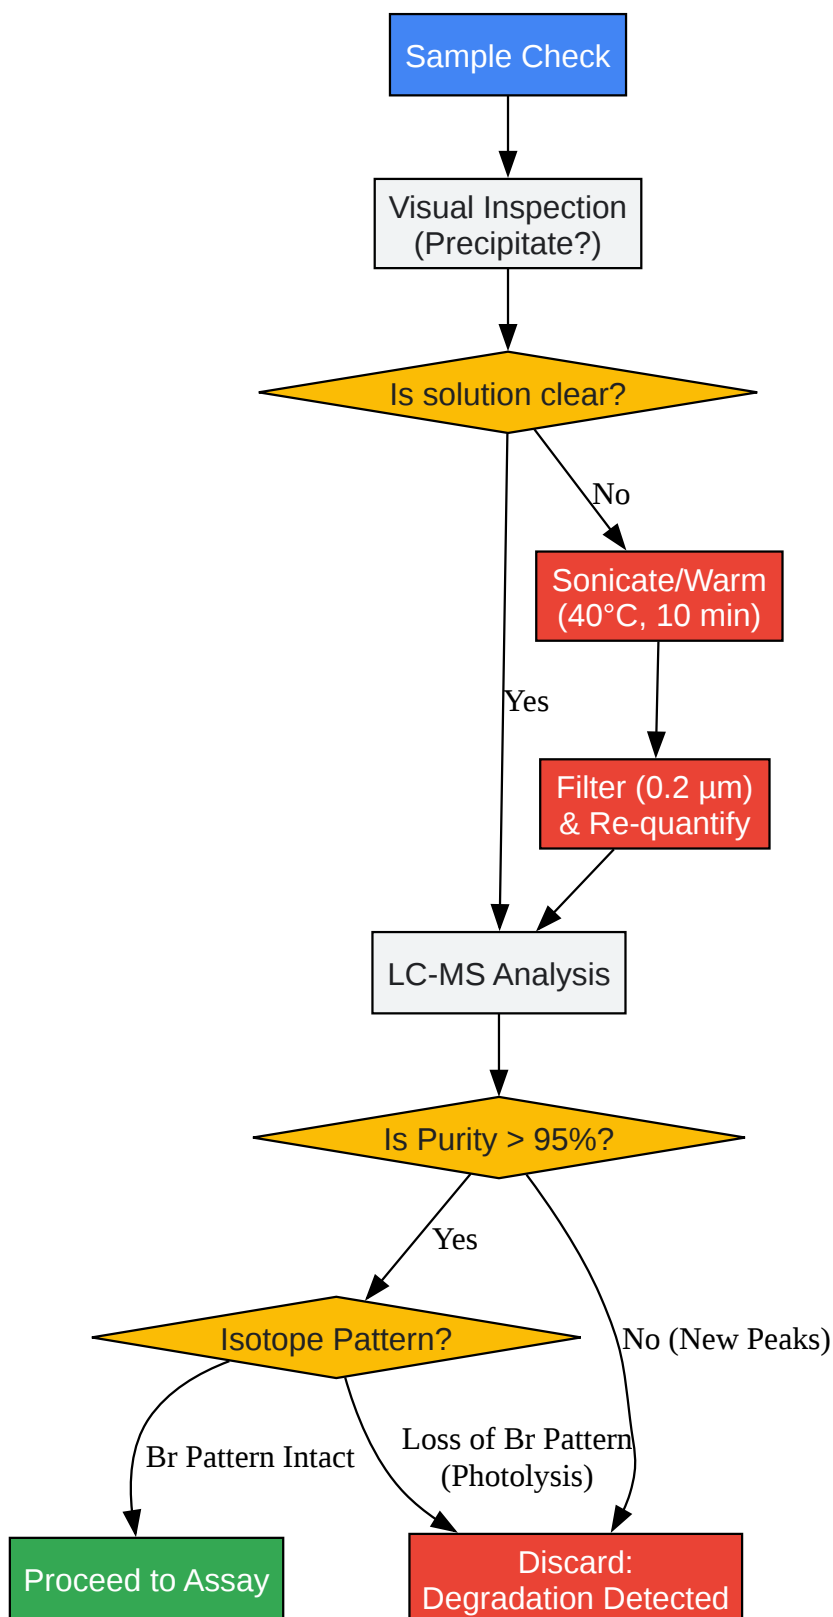 Sample Check
Visual Inspection
(Precipitate?)
Is solution clear?
No
Sonicate/Warm
(40°C, 10 min)
Yes
Filter (0.2 µm)
& Re-quantify
LC-MS Analysis
Is Purity > 95%?
Yes
Isotope Pattern?
No (New Peaks)
Br Pattern Intact
Loss of Br Pattern
(Photolysis)
Proceed to Assay
Discard:
Degradation Detected